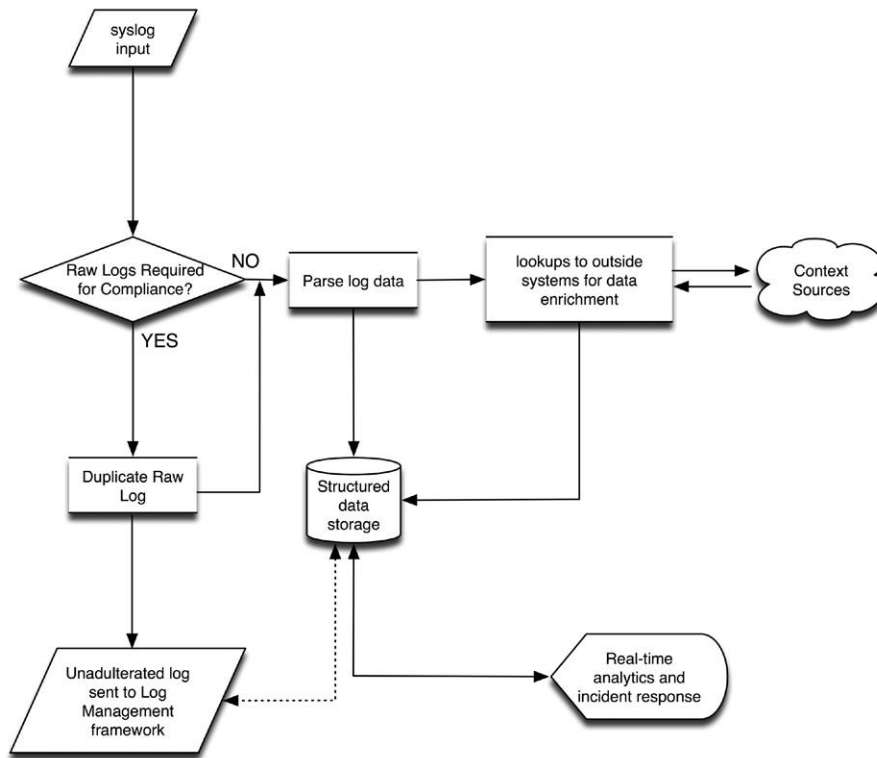 syslog
input
Raw Logs Required
for Compliance?
NO
YES
Parse log data
lookups to outside
systems for data
enrichment
Context
Sources
Duplicate Raw
Log
Structured
data
storage
Unadulterated log
sent to Log
Management
framework
Real-time
analytics and
incident response